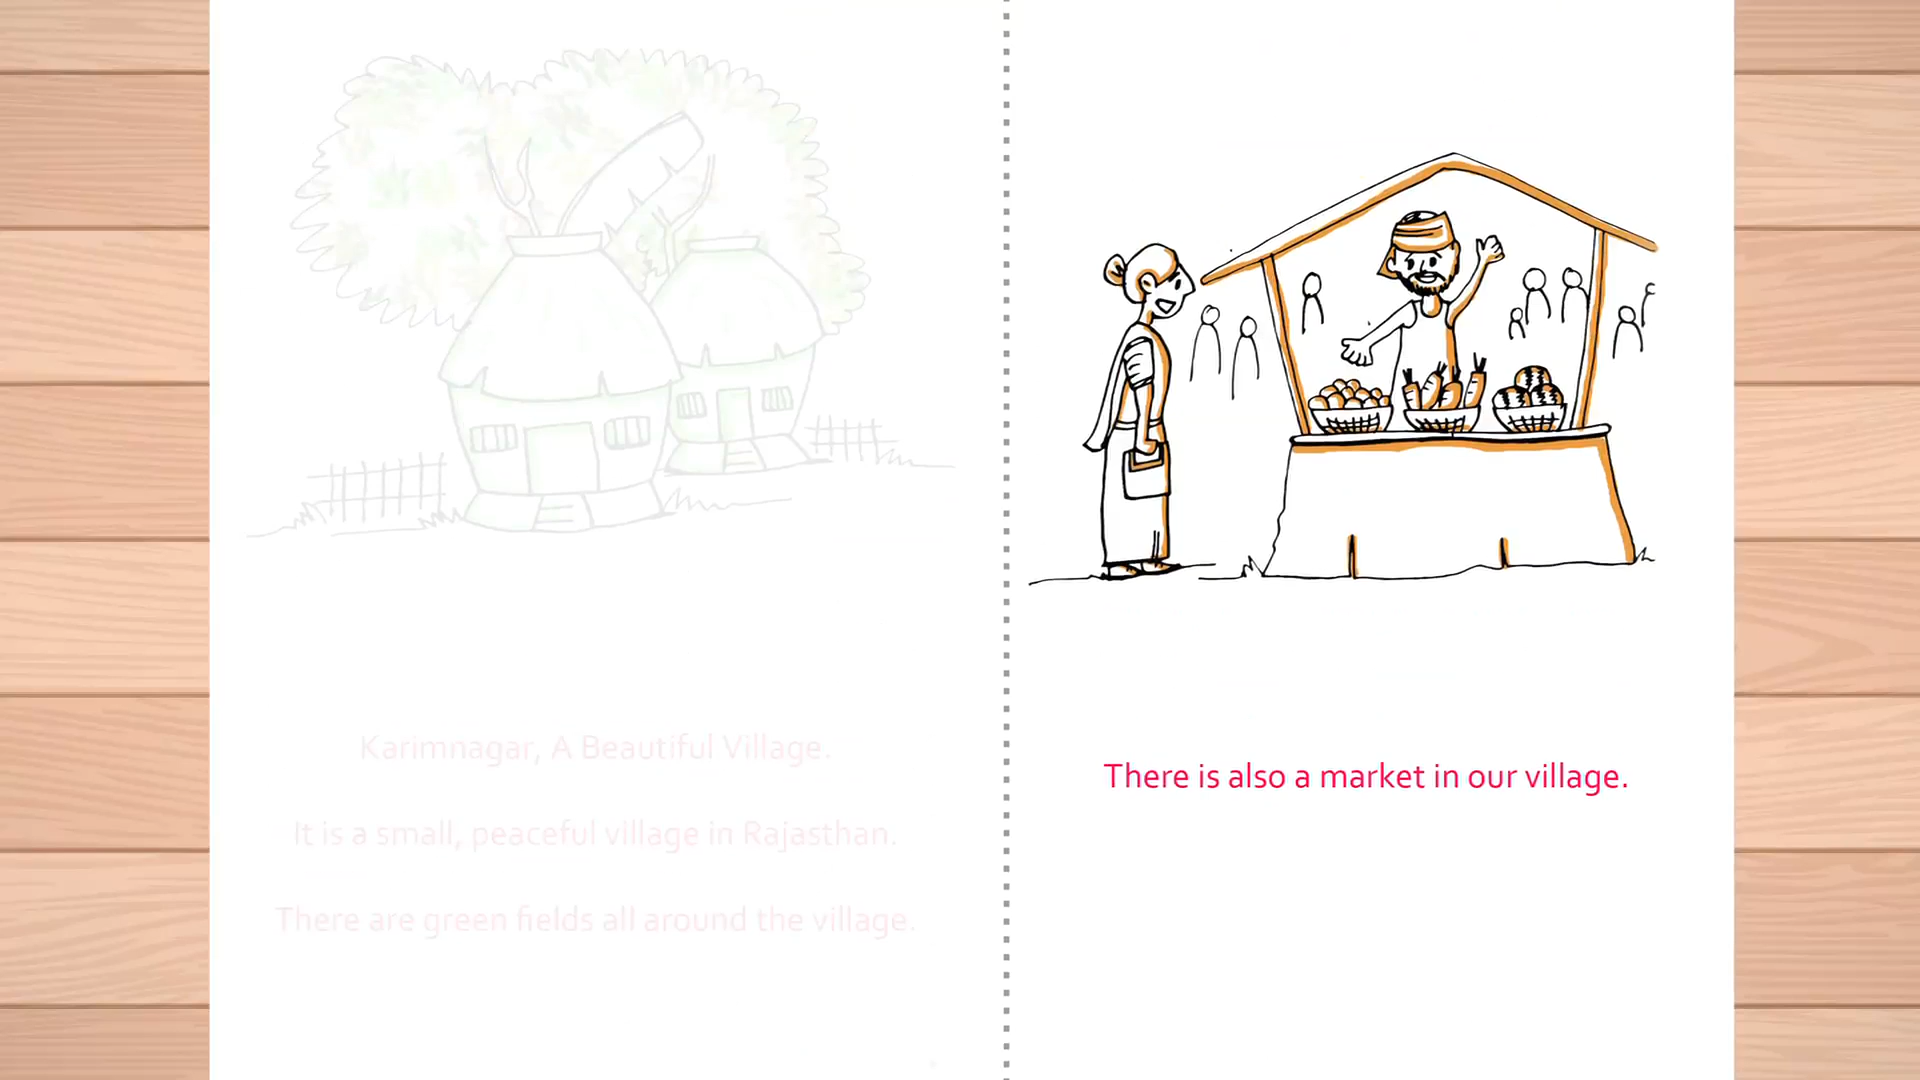 Karimnagar, A Beautiful Village.
It is a small, peaceful village in Rajasthan.
There are green fields all around the village.
There is also a market in our village.